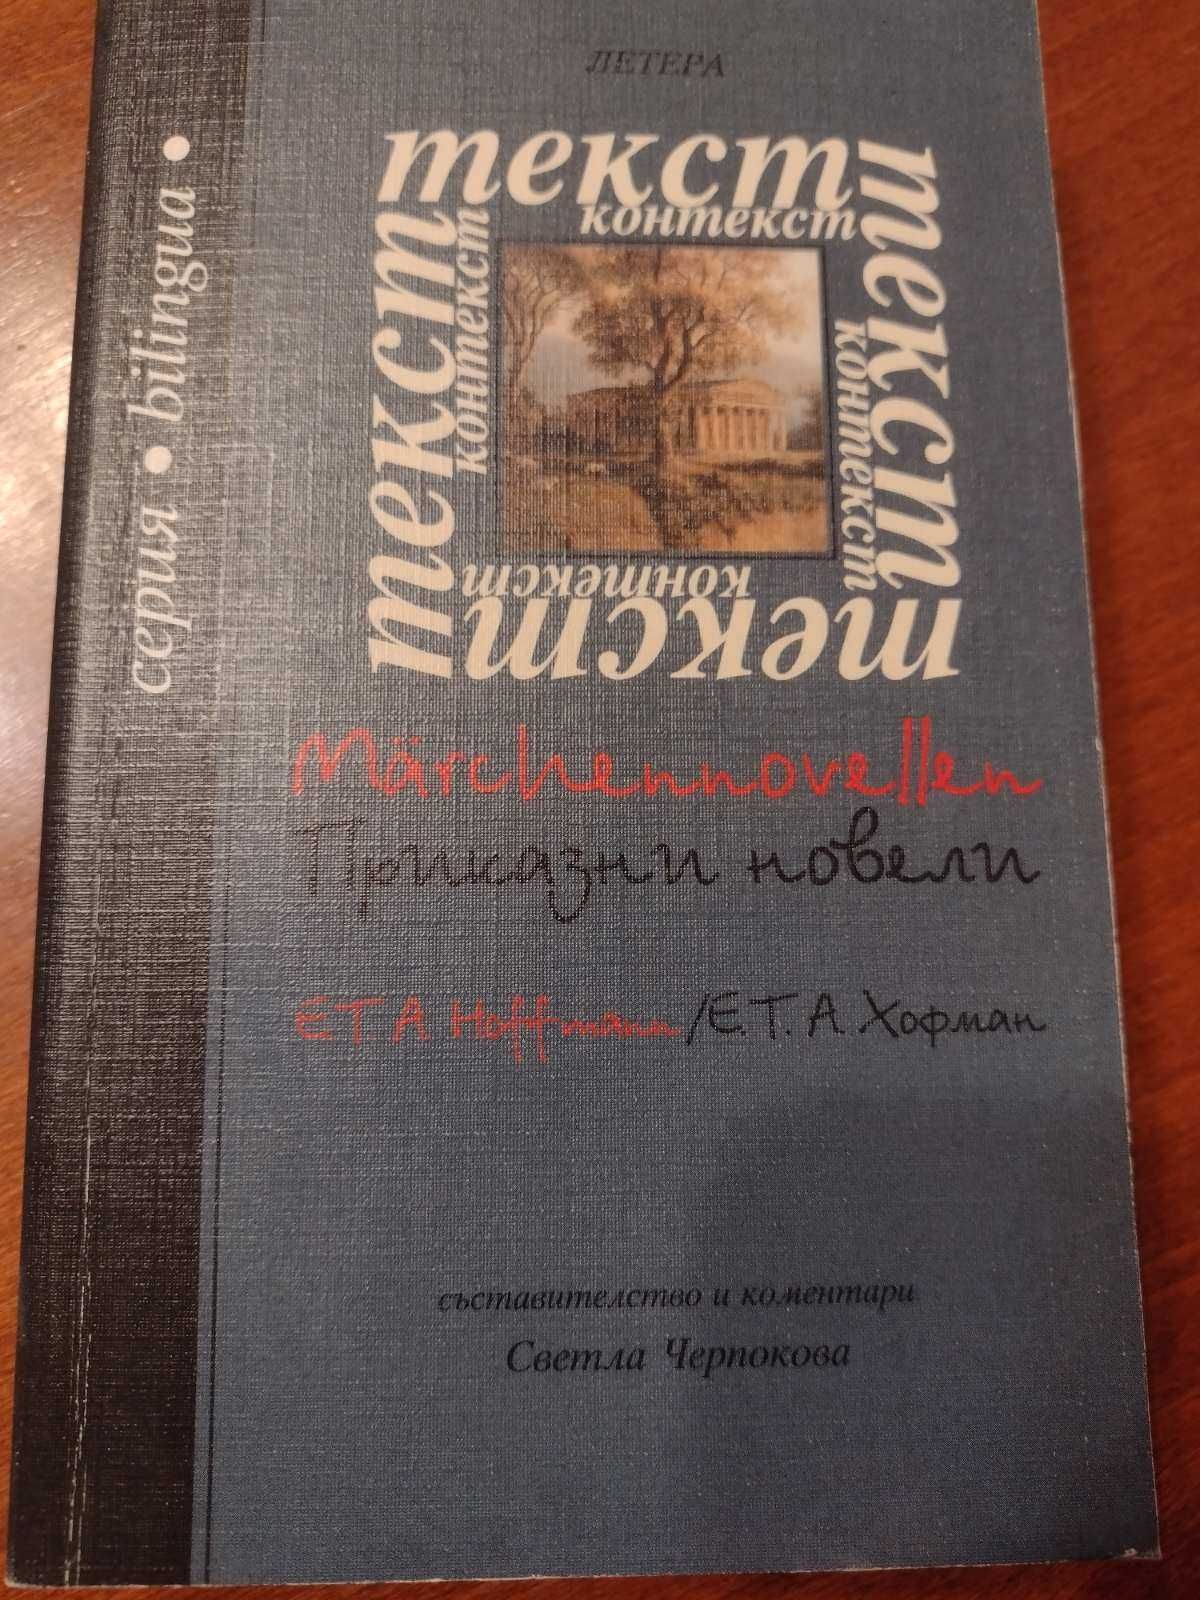 ЛЕТЕРА
текст
контекст
текст
контекст
текст
контекст
текст
контекст
серия • bilingua •
Märchennovellen
Приказни новели
E T A Hoffmann / Е. Т. А. Хофман
съставителство и коментари
Светла Черпокова